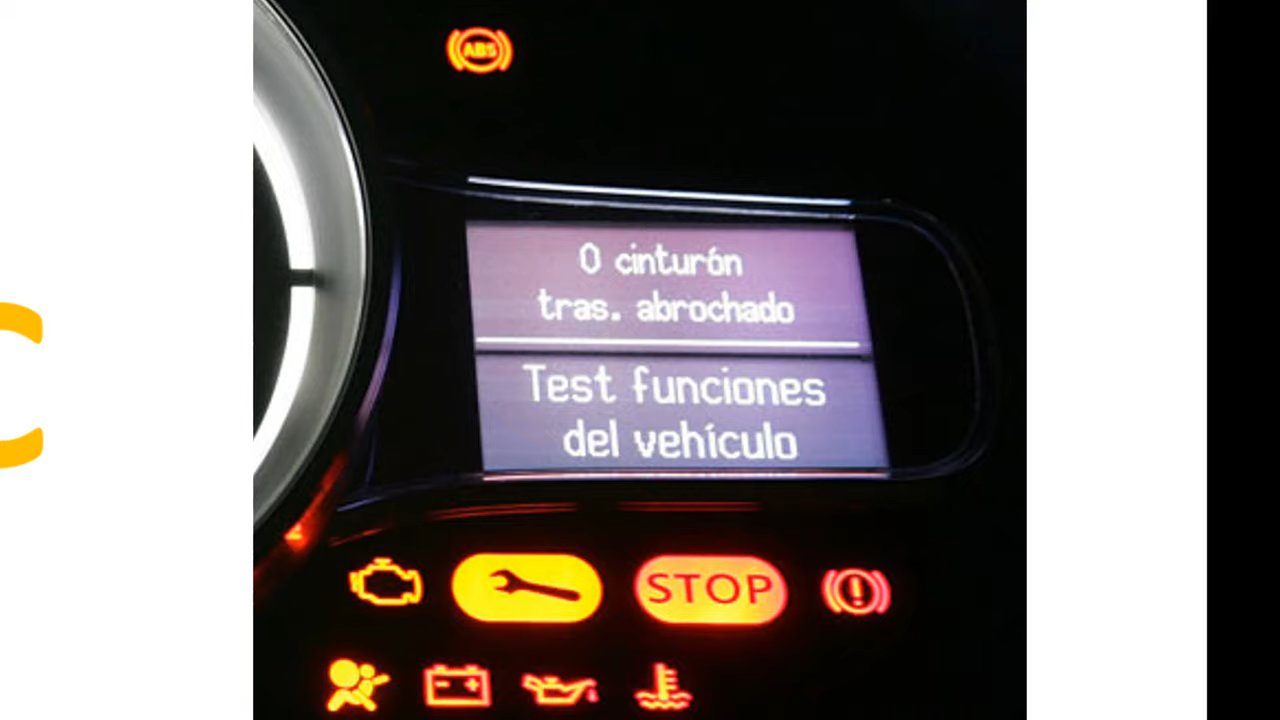 ABS
0 cinturón
tras. abrochado
Test funciones
del vehículo
STOP